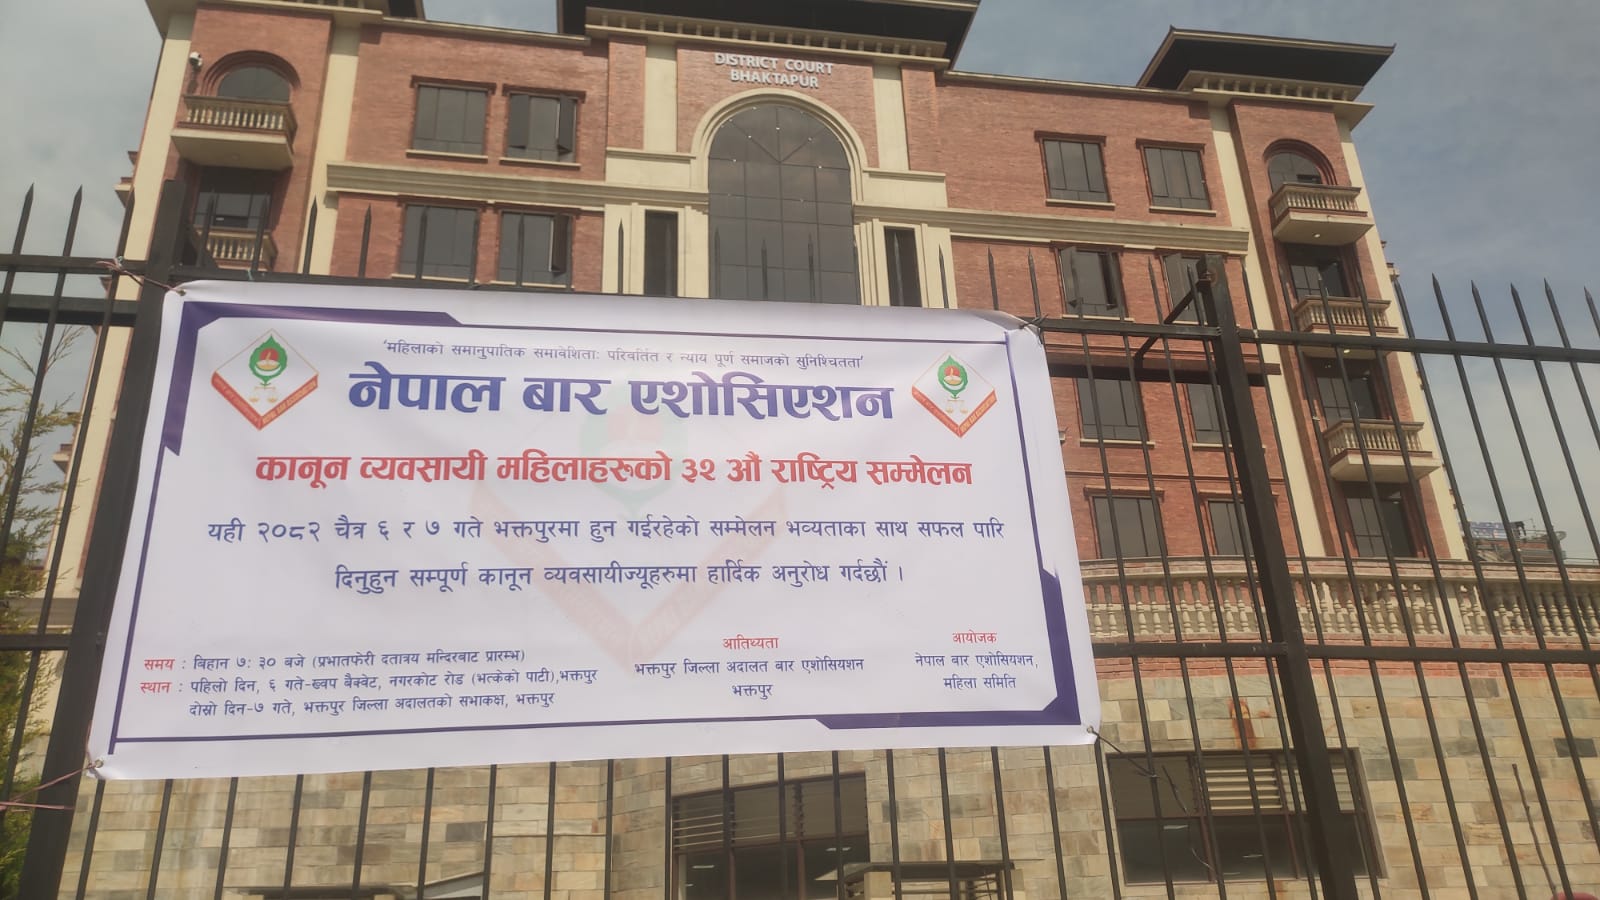 DISTRICT COURT
BHAKTAPUR
'महिलाको समानुपातिक समावेशिताः परिवर्तित र न्याय पूर्ण समाजको सुनिश्चितता'
नेपाल बार एशोसिएशन
कानून व्यवसायी महिलाहरुको ३२ औं राष्ट्रिय सम्मेलन
यही २०८२ चैत्र ६ र ७ गते भक्तपुरमा हुन गईरहेको सम्मेलन भव्यताका साथ सफल पारि
दिनुहुन सम्पूर्ण कानून व्यवसायीज्यूहरुमा हार्दिक अनुरोध गर्दछौं ।
समय : बिहान ७: ३० बजे (प्रभातफेरी दतात्रय मन्दिरबाट प्रारम्भ)
स्थान : पहिलो दिन, ६ गते-ख्वप बैंक्वेट, नगरकोट रोड (भत्केको पाटी),भक्तपुर
दोस्रो दिन-७ गते, भक्तपुर जिल्ला अदालतको सभाकक्ष, भक्तपुर
आतिथ्यता
भक्तपुर जिल्ला अदालत बार एशोसियशन
भक्तपुर
आयोजक
नेपाल बार एशोसियशन,
महिला समिति